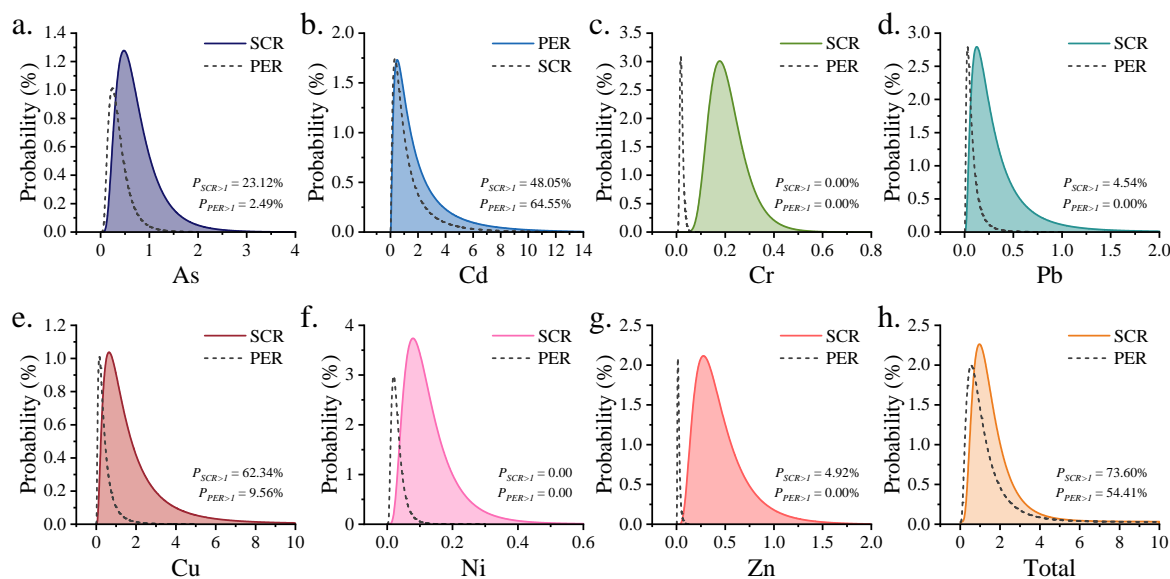 a.
1.4
1.2
1.0
0.8
0.6
0.4
0.2
0.0
Probability (%)
SCR
PER
P_SCR>1 = 23.12%
P_PER>1 = 2.49%
0 1 2 3 4
As
b.
2.0
1.5
1.0
0.5
0.0
Probability (%)
PER
SCR
P_SCR>1 = 48.05%
P_PER>1 = 64.55%
0 2 4 6 8 10 12 14
Cd
c.
3.5
3.0
2.5
2.0
1.5
1.0
0.5
0.0
Probability (%)
SCR
PER
P_SCR>1 = 0.00%
P_PER>1 = 0.00%
0.0 0.2 0.4 0.6 0.8
Cr
d.
3.0
2.5
2.0
1.5
1.0
0.5
0.0
Probability (%)
SCR
PER
P_SCR>1 = 4.54%
P_PER>1 = 0.00%
0.0 0.5 1.0 1.5 2.0
Pb
e.
1.2
1.0
0.8
0.6
0.4
0.2
0.0
Probability (%)
SCR
PER
P_SCR>1 = 62.34%
P_PER>1 = 9.56%
0 2 4 6 8 10
Cu
f.
4
3
2
1
0
Probability (%)
SCR
PER
P_SCR>1 = 0.00
P_PER>1 = 0.00
0.0 0.2 0.4 0.6
Ni
g.
2.5
2.0
1.5
1.0
0.5
0.0
Probability (%)
SCR
PER
P_SCR>1 = 4.92%
P_PER>1 = 0.00%
0.0 0.5 1.0 1.5 2.0
Zn
h.
2.5
2.0
1.5
1.0
0.5
0.0
Probability (%)
SCR
PER
P_SCR>1 = 73.60%
P_PER>1 = 54.41%
0 2 4 6 8 10
Total